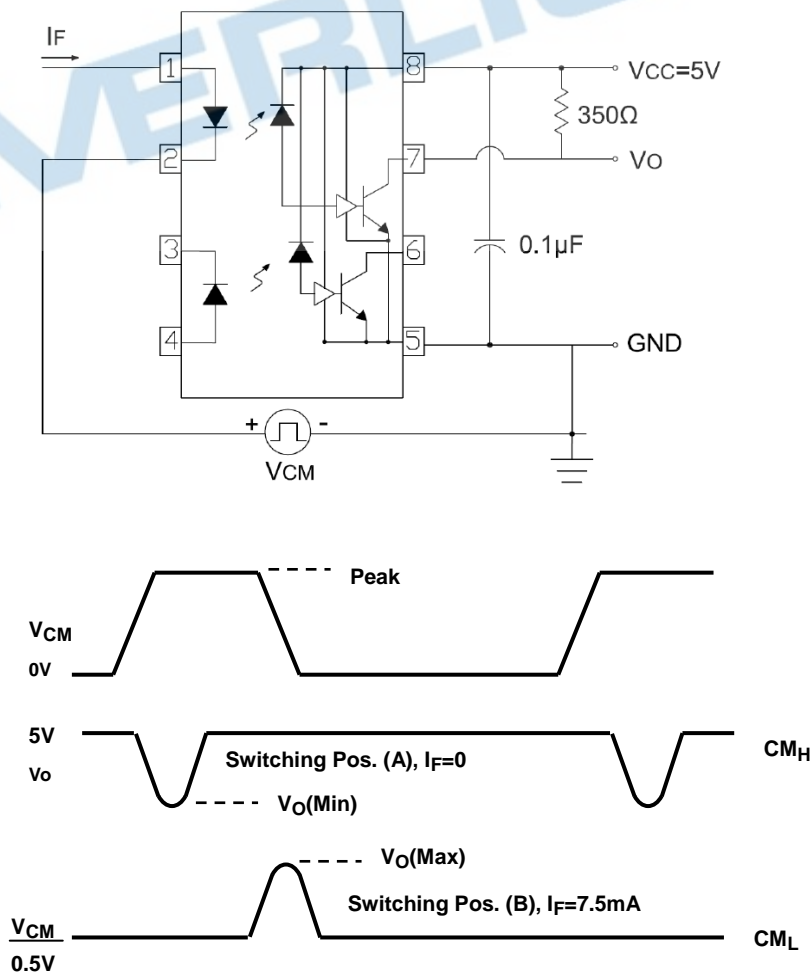 EVERLIG
IF
1
8
VCC=5V
350Ω
2
7
VO
3
6
0.1µF
4
5
GND
+
-
VCM
Peak
VCM
0V
5V
Vo
Switching Pos. (A), IF=0
CMH
VO(Min)
VO(Max)
Switching Pos. (B), IF=7.5mA
VCM
0.5V
CML